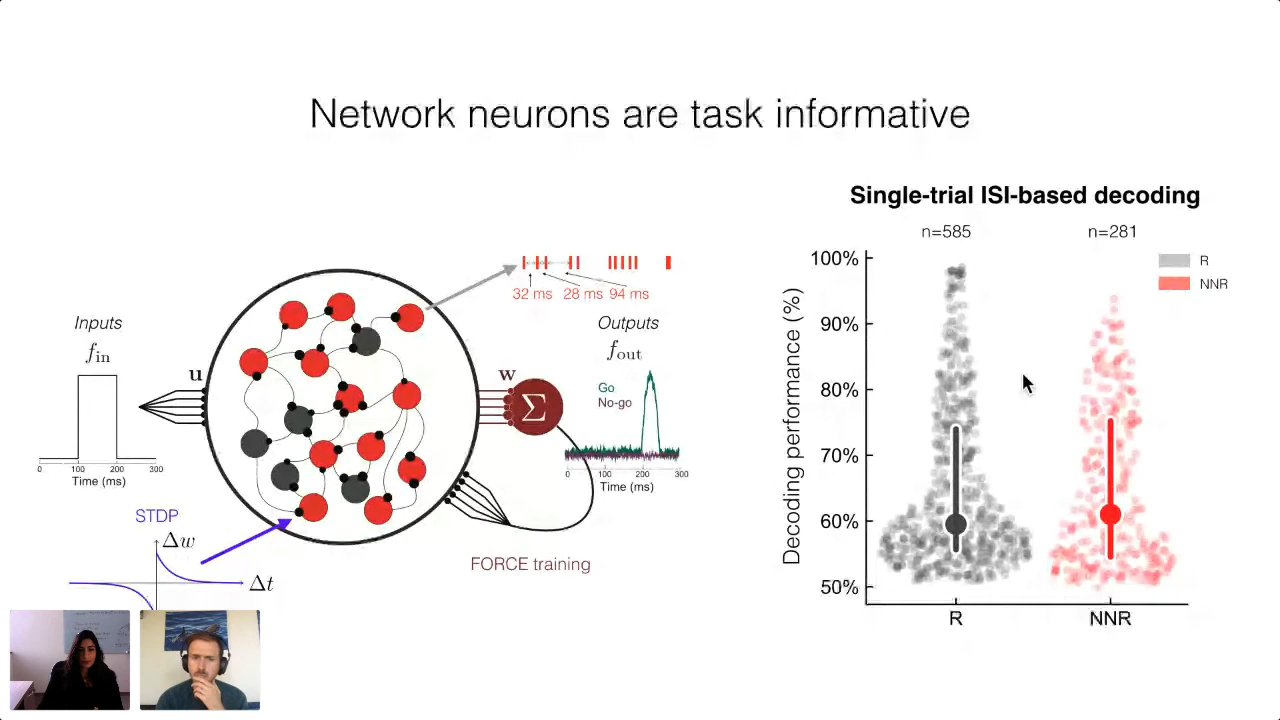 Network neurons are task informative
Inputs
f_in
0 100 200 300
Time (ms)
u
STDP
Δw
Δt
32 ms 28 ms 94 ms
w
Σ
Outputs
f_out
Go
No-go
0 100 200 300
Time (ms)
FORCE training
Single-trial ISI-based decoding
n=585 n=281
R
NNR
Decoding performance (%)
100%
90%
80%
70%
60%
50%
R NNR